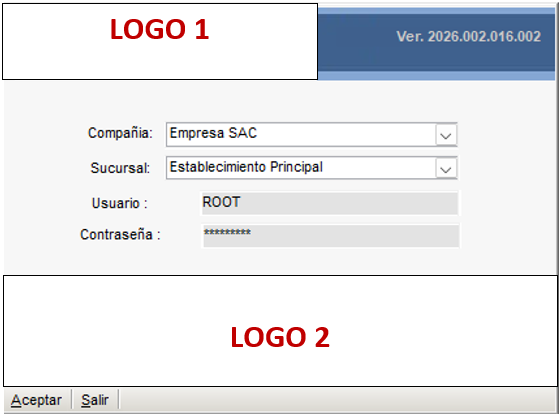 LOGO 1
Ver. 2026.002.016.002
Compañia: Empresa SAC
Sucursal: Establecimiento Principal
Usuario : ROOT
Contraseña : *********
LOGO 2
Aceptar Salir